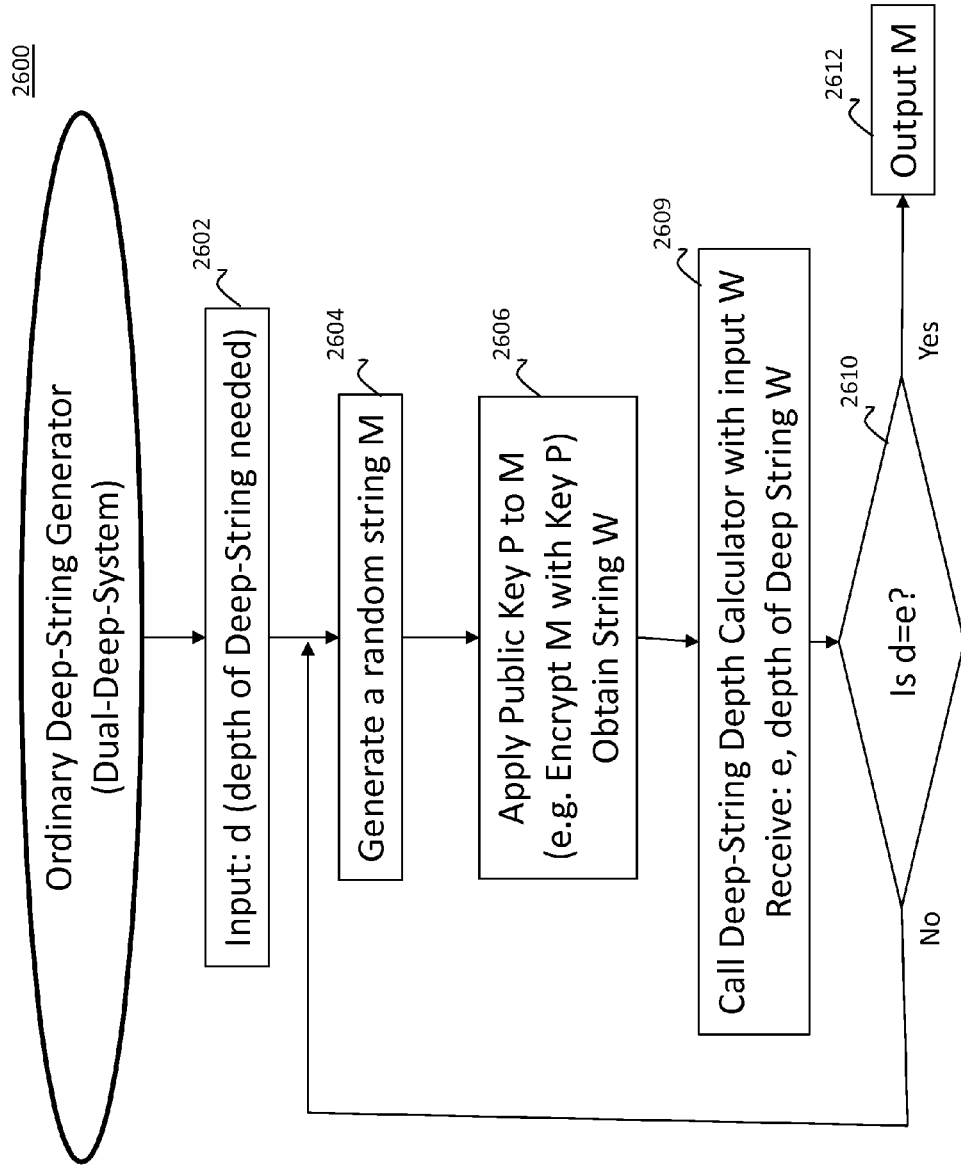 2600
Ordinary Deep-String Generator
(Dual-Deep-System)
2602
Input: d (depth of Deep-String needed)
2604
Generate a random string M
2606
Apply Public Key P to M
(e.g. Encrypt M with Key P)
Obtain String W
2609
Call Deep-String Depth Calculator with input W
Receive: e, depth of Deep String W
2610
Is d=e?
No
Yes
2612
Output M